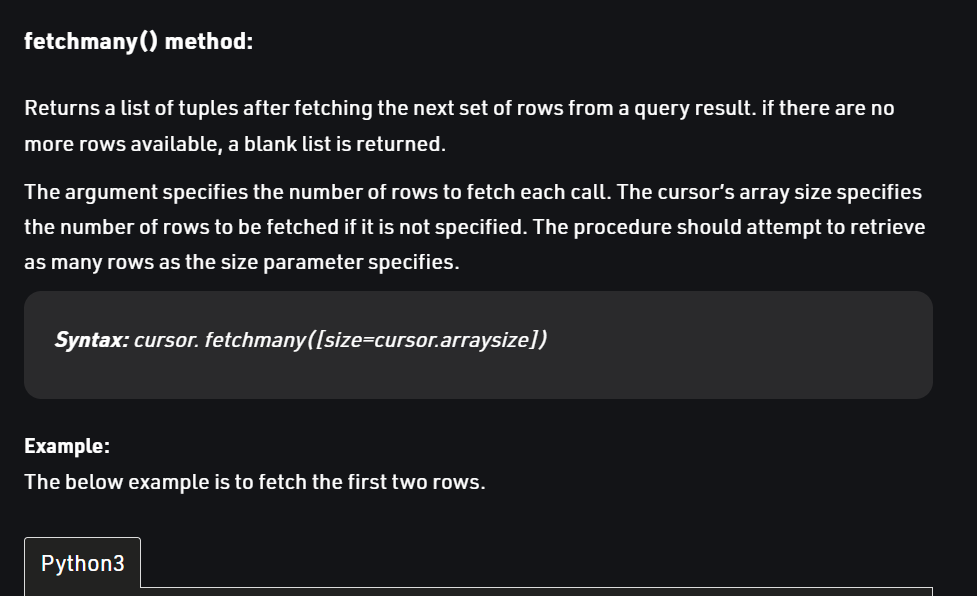 fetchmany() method:
Returns a list of tuples after fetching the next set of rows from a query result. if there are no
more rows available, a blank list is returned.
The argument specifies the number of rows to fetch each call. The cursor’s array size specifies
the number of rows to be fetched if it is not specified. The procedure should attempt to retrieve
as many rows as the size parameter specifies.
Syntax: cursor. fetchmany([size=cursor.arraysize])
Example:
The below example is to fetch the first two rows.
Python3